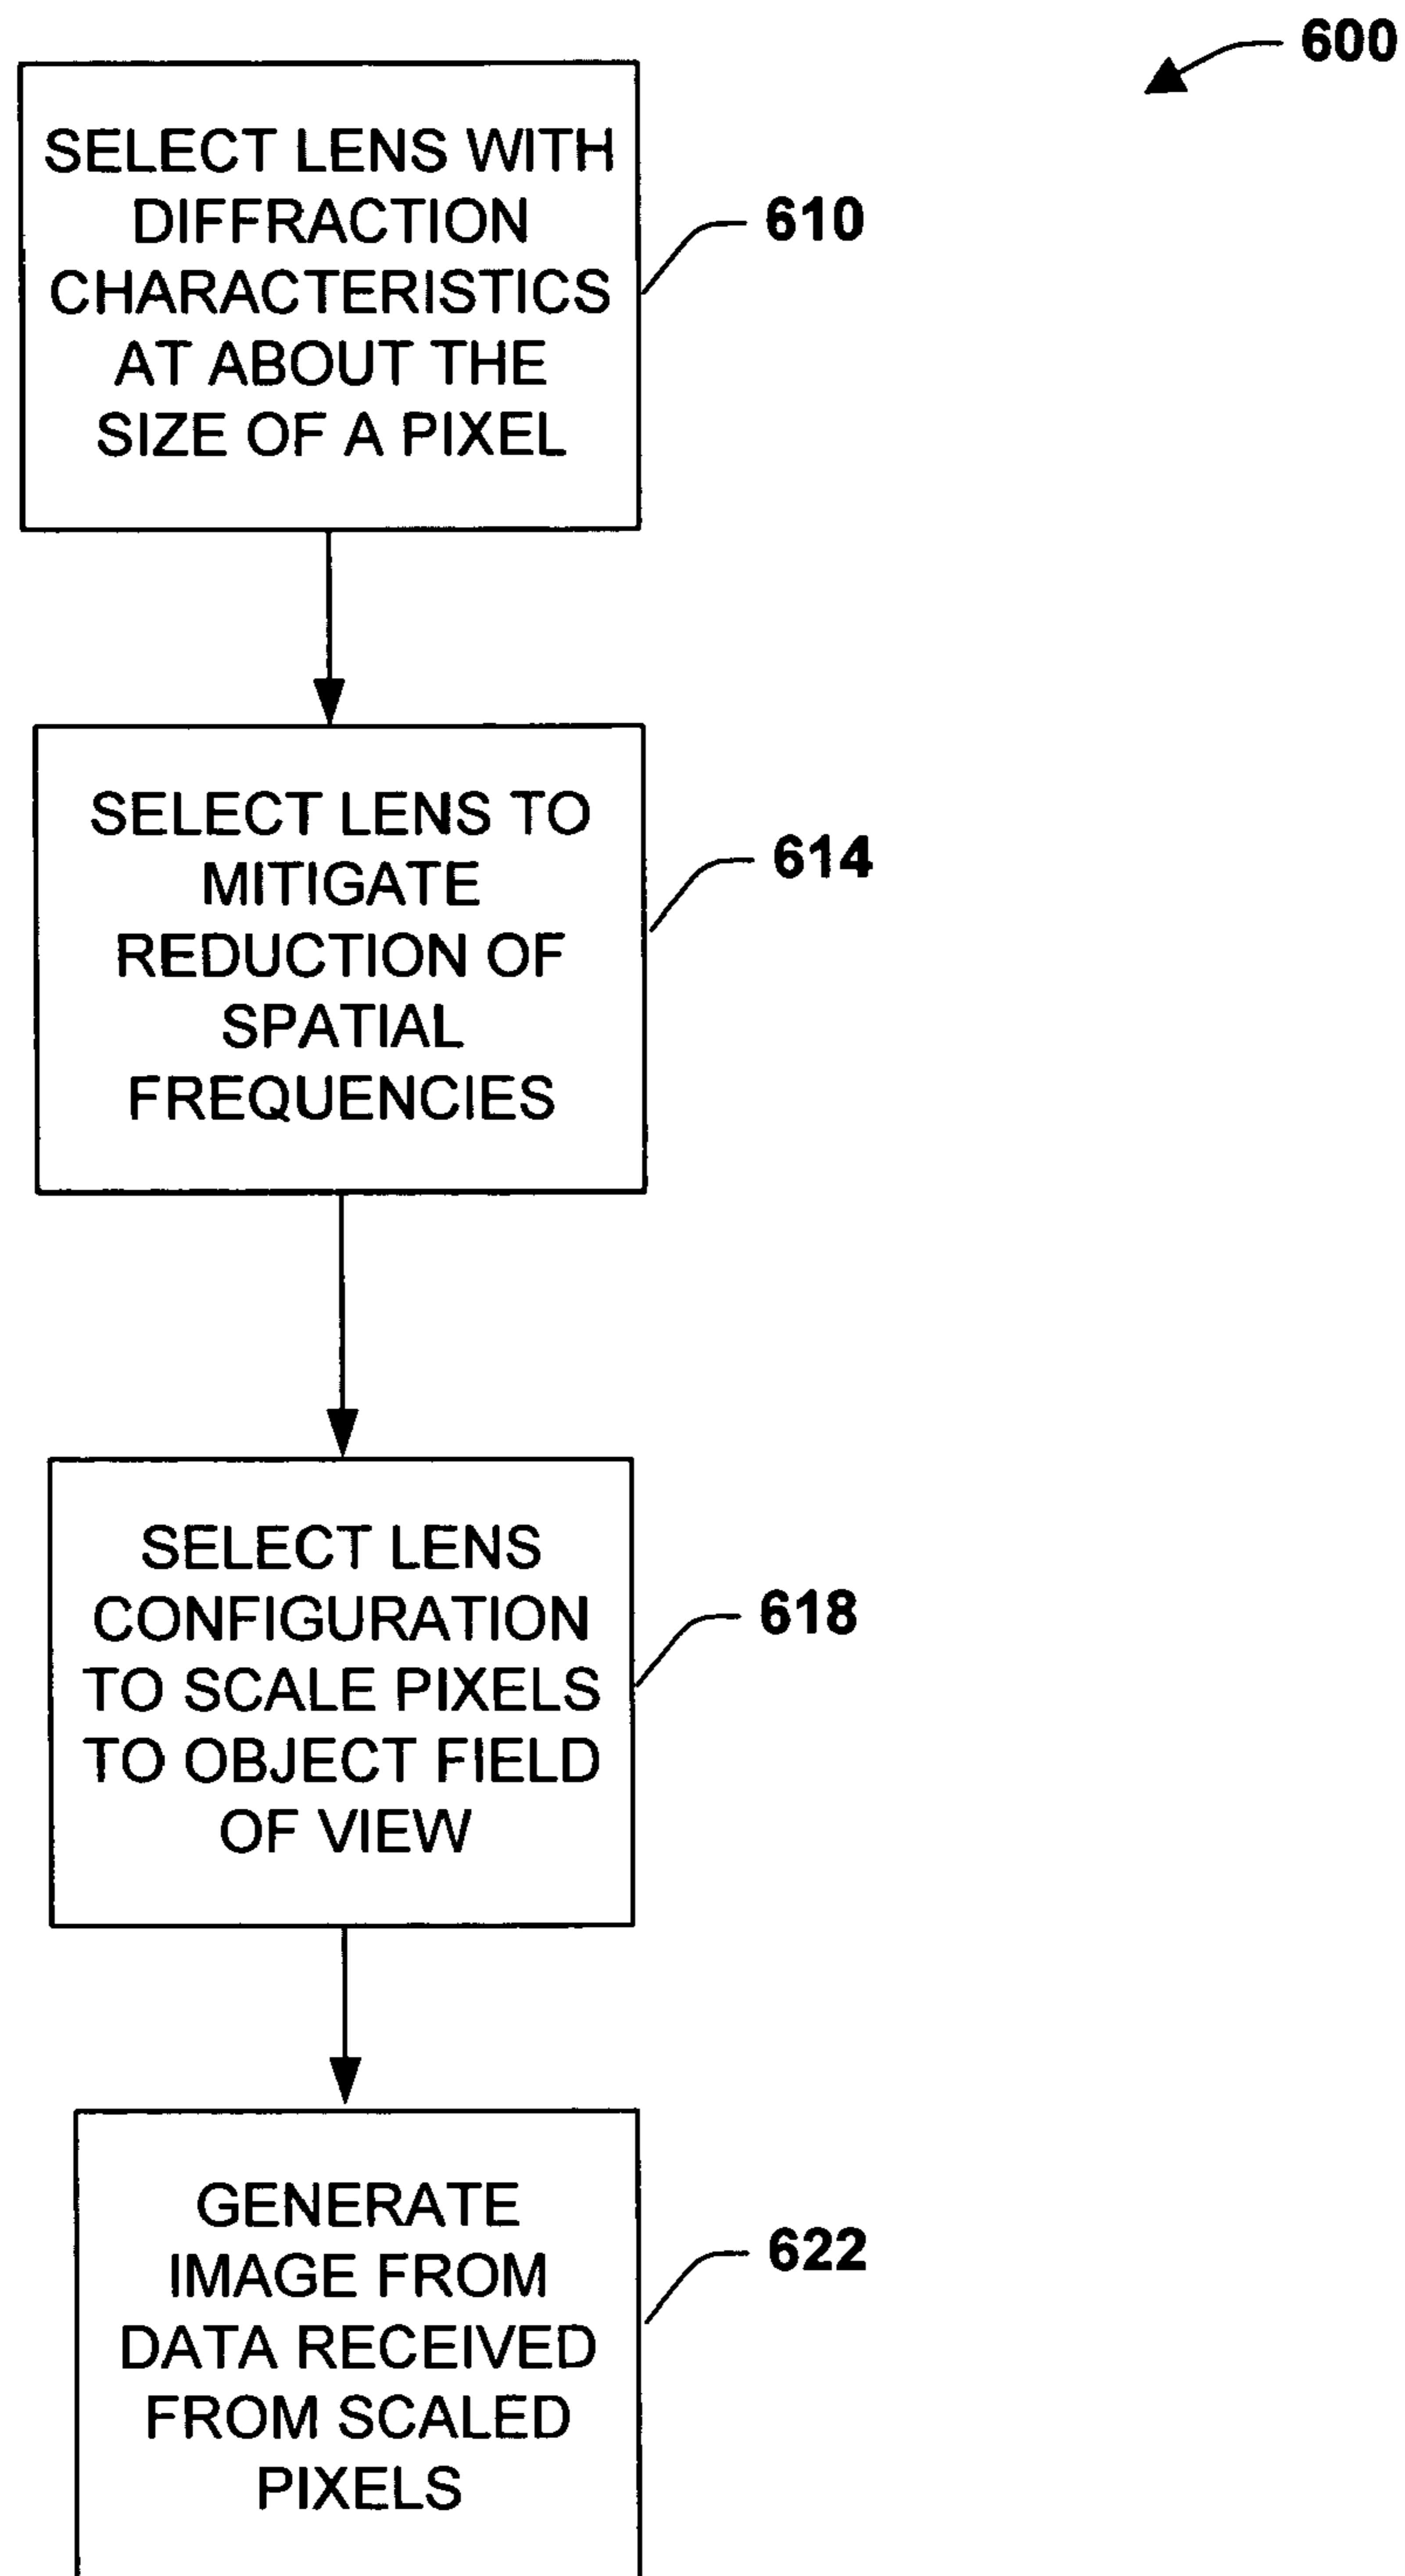 600
SELECT LENS WITH
DIFFRACTION
CHARACTERISTICS
AT ABOUT THE
SIZE OF A PIXEL
610
SELECT LENS TO
MITIGATE
REDUCTION OF
SPATIAL
FREQUENCIES
614
SELECT LENS
CONFIGURATION
TO SCALE PIXELS
TO OBJECT FIELD
OF VIEW
618
GENERATE
IMAGE FROM
DATA RECEIVED
FROM SCALED
PIXELS
622